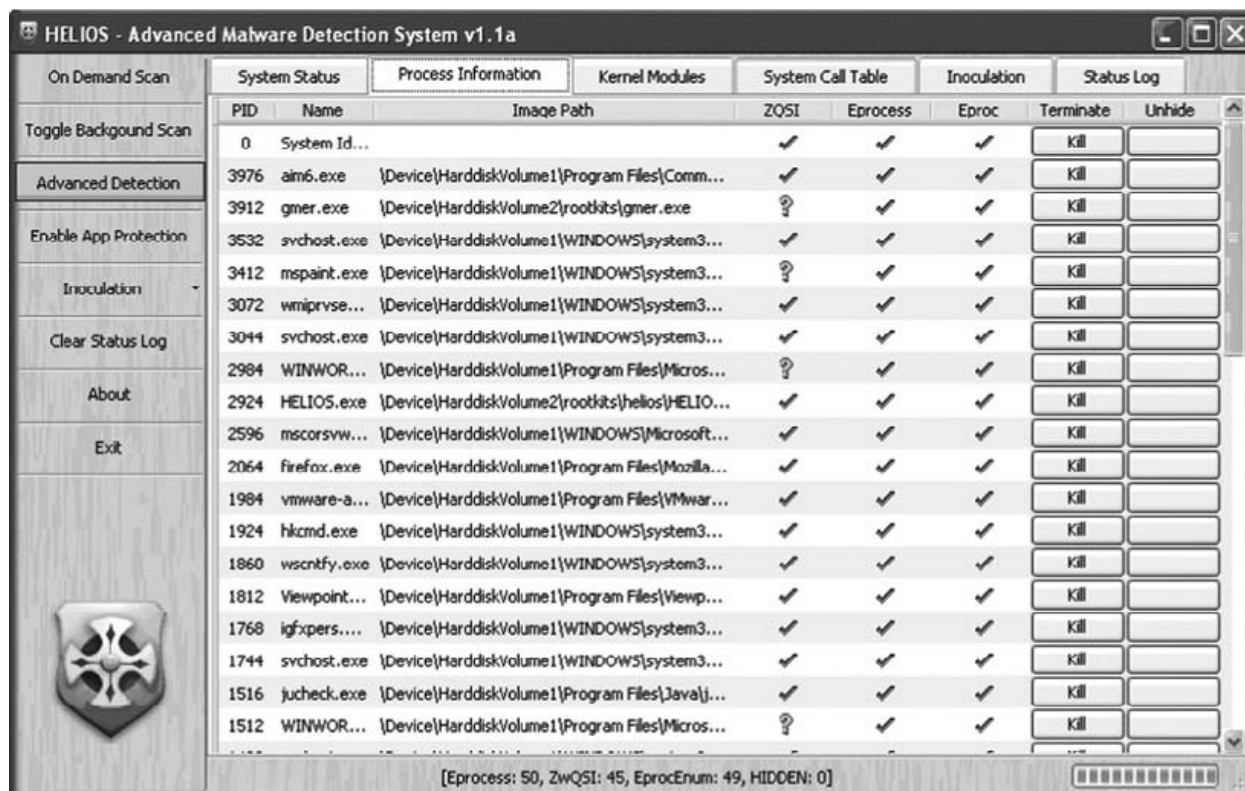 HELIOS - Advanced Malware Detection System v1.1a
On Demand Scan
Toggle Backgound Scan
Advanced Detection
Enable App Protection
Inoculation
Clear Status Log
About
Exit
System Status Process Information Kernel Modules System Call Table Inoculation Status Log
PID Name Image Path ZQSI Eprocess Eproc Terminate Unhide
0 System Id... Kill
3976 aim6.exe \Device\HarddiskVolume1\Program Files\Comm... Kill
3912 gmer.exe \Device\HarddiskVolume2\rootkits\gmer.exe ? Kill
3532 svchost.exe \Device\HarddiskVolume1\WINDOWS\system3... Kill
3412 mspaint.exe \Device\HarddiskVolume1\WINDOWS\system3... ? Kill
3072 wmiprvse... \Device\HarddiskVolume1\WINDOWS\system3... Kill
3044 svchost.exe \Device\HarddiskVolume1\WINDOWS\system3... Kill
2984 WINWOR... \Device\HarddiskVolume1\Program Files\Micros... ? Kill
2924 HELIOS.exe \Device\HarddiskVolume2\rootkits\helios\HELIO... Kill
2596 mscorsvw... \Device\HarddiskVolume1\WINDOWS\Microsoft... Kill
2064 firefox.exe \Device\HarddiskVolume1\Program Files\Mozilla... Kill
1984 vmware-a... \Device\HarddiskVolume1\Program Files\VMwar... Kill
1924 hkcmd.exe \Device\HarddiskVolume1\WINDOWS\system3... Kill
1860 wscntfy.exe \Device\HarddiskVolume1\WINDOWS\system3... Kill
1812 Viewpoint... \Device\HarddiskVolume1\Program Files\Viewp... Kill
1768 igfxpers.... \Device\HarddiskVolume1\WINDOWS\system3... Kill
1744 svchost.exe \Device\HarddiskVolume1\WINDOWS\system3... Kill
1516 jucheck.exe \Device\HarddiskVolume1\Program Files\Java\j... Kill
1512 WINWOR... \Device\HarddiskVolume1\Program Files\Micros... ? Kill
[Eprocess: 50, ZwQSI: 45, EprocEnum: 49, HIDDEN: 0]